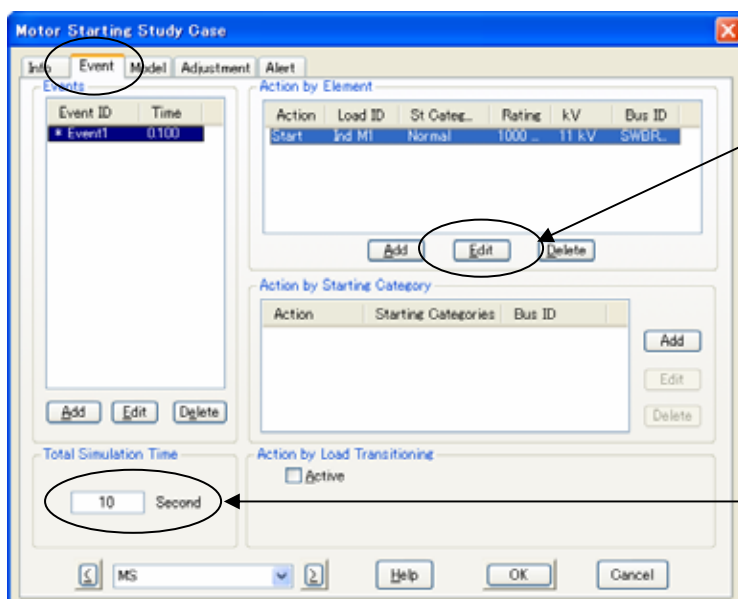 Motor Starting Study Case
Info Event Model Adjustment Alert
Events
Event ID Time
* Event1 0.100
Add Edit Delete
Action by Element
Action Load ID St Categ... Rating kV Bus ID
Start Ind M1 Normal 1000 ... 11 kV SWBR...
Add Edit Delete
Action by Starting Category
Action Starting Categories Bus ID
Add
Edit
Delete
Total Simulation Time
10 Second
Action by Load Transitioning
Active
MS
Help OK Cancel